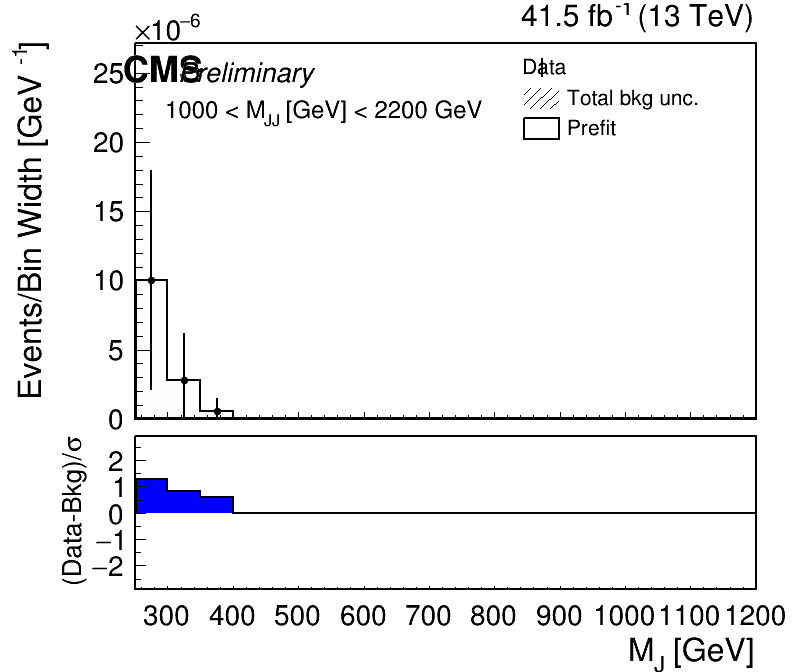 ×10⁻⁶
41.5 fb⁻¹ (13 TeV)
CMS Preliminary
1000 < M_JJ [GeV] < 2200 GeV
Data
Total bkg unc.
Prefit
Events/Bin Width [GeV⁻¹]
25
20
15
10
5
0
(Data-Bkg)/σ
2
1
0
−1
−2
300 400 500 600 700 800 900 1000 1100 1200
M_J [GeV]